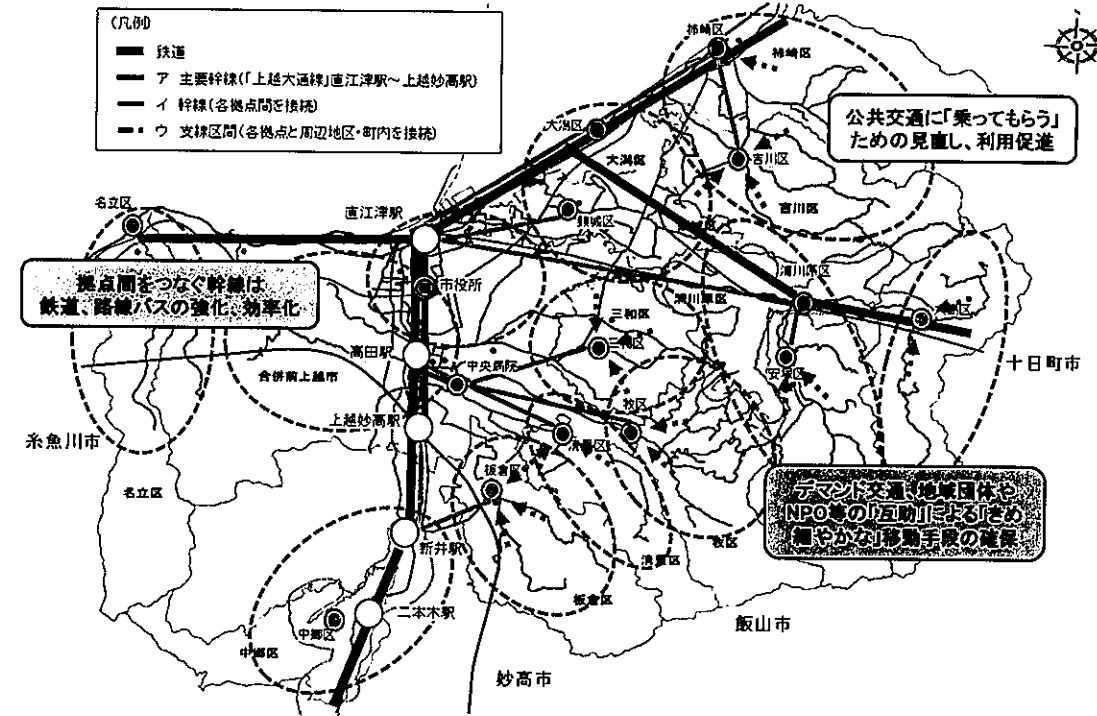 (凡例)
鉄道
ア 主要幹線(「上越大通線」直江津駅~上越妙高駅)
イ 幹線(各拠点間を接続)
ウ 支線区間(各拠点と周辺地区・町内を接続)
柿崎区
柿崎区
公共交通に「乗ってもらう」
ための見直し、利用促進
大潟区
大潟区
吉川区
吉川区
名立区
直江津駅
頸城区
市役所
拠点間をつなぐ幹線は
鉄道、路線バスの強化、効率化
浦川原区
浦川原区
三和区
三和区
高田駅
中央病院
合併前上越市
安塚区
十日町市
上越妙高駅
牧区
清里区
糸魚川市
名立区
板倉区
デマンド交通、地域団体や
NPO等の「互助」による「きめ
細やかな」移動手段の確保
新井駅
牧区
清里区
板倉区
二本木駅
中郷区
中郷区
飯山市
妙高市